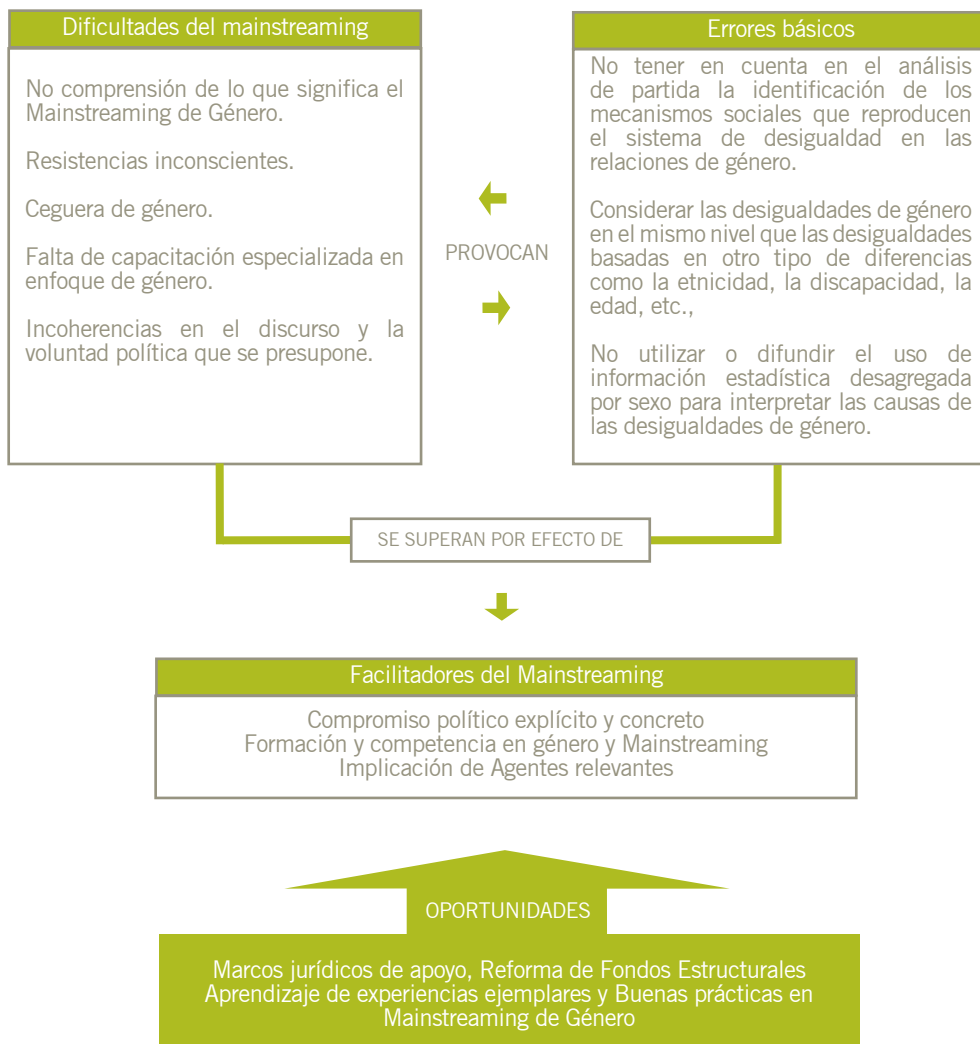 Dificultades del mainstreaming
No comprensión de lo que significa el
Mainstreaming de Género.
Resistencias inconscientes.
Ceguera de género.
Falta de capacitación especializada en
enfoque de género.
Incoherencias en el discurso y la
voluntad política que se presupone.
PROVOCAN
Errores básicos
No tener en cuenta en el análisis
de partida la identificación de los
mecanismos sociales que reproducen
el sistema de desigualdad en las
relaciones de género.
Considerar las desigualdades de género
en el mismo nivel que las desigualdades
basadas en otro tipo de diferencias
como la etnicidad, la discapacidad, la
edad, etc.,
No utilizar o difundir el uso de
información estadística desagregada
por sexo para interpretar las causas de
las desigualdades de género.
SE SUPERAN POR EFECTO DE
Facilitadores del Mainstreaming
Compromiso político explícito y concreto
Formación y competencia en género y Mainstreaming
Implicación de Agentes relevantes
OPORTUNIDADES
Marcos jurídicos de apoyo, Reforma de Fondos Estructurales
Aprendizaje de experiencias ejemplares y Buenas prácticas en
Mainstreaming de Género